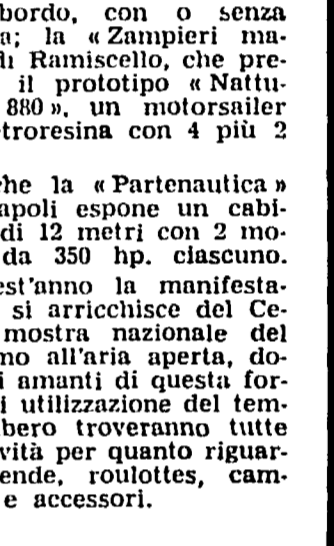 bordo, con o senza
a; la « Zampieri ma-
di Ramiscello, che pre-
il prototipo « Nattu-
880 », un motorsailer
troresina con 4 più 2
he la « Partenautica »
apoli espone un cabi-
di 12 metri con 2 mo-
da 350 hp. ciascuno.
est'anno la manifesta-
si arricchisce del Ce-
mostra nazionale del
mo all'aria aperta, do-
i amanti di questa for-
i utilizzazione del tem-
bero troveranno tutte
vità per quanto riguar-
ende, roulottes, cam-
e accessori.